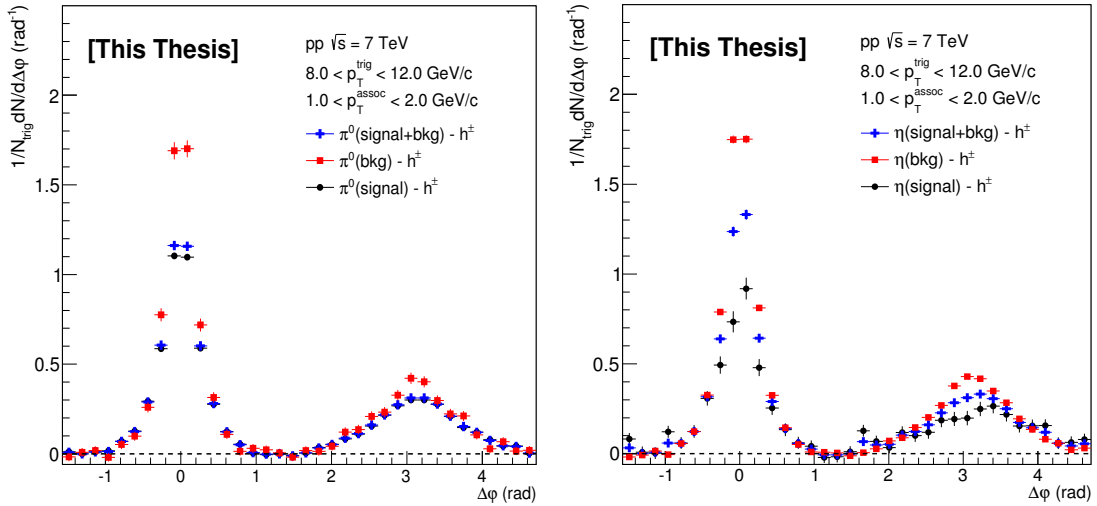 1/N_trig dN/dΔφ (rad⁻¹)
[This Thesis]
pp √s = 7 TeV
8.0 < p_T^trig < 12.0 GeV/c
1.0 < p_T^assoc < 2.0 GeV/c
π⁰(signal+bkg) - h±
π⁰(bkg) - h±
π⁰(signal) - h±
2
1.5
1
0.5
0
-1 0 1 2 3 4
Δφ (rad)
1/N_trig dN/dΔφ (rad⁻¹)
[This Thesis]
pp √s = 7 TeV
8.0 < p_T^trig < 12.0 GeV/c
1.0 < p_T^assoc < 2.0 GeV/c
η(signal+bkg) - h±
η(bkg) - h±
η(signal) - h±
2
1.5
1
0.5
0
-1 0 1 2 3 4
Δφ (rad)